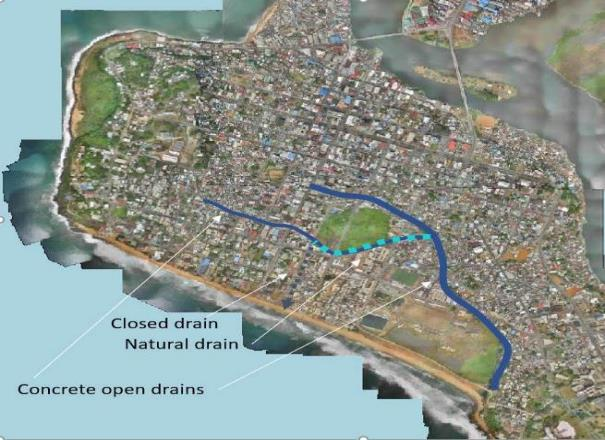 Closed drain
Natural drain
Concrete open drains